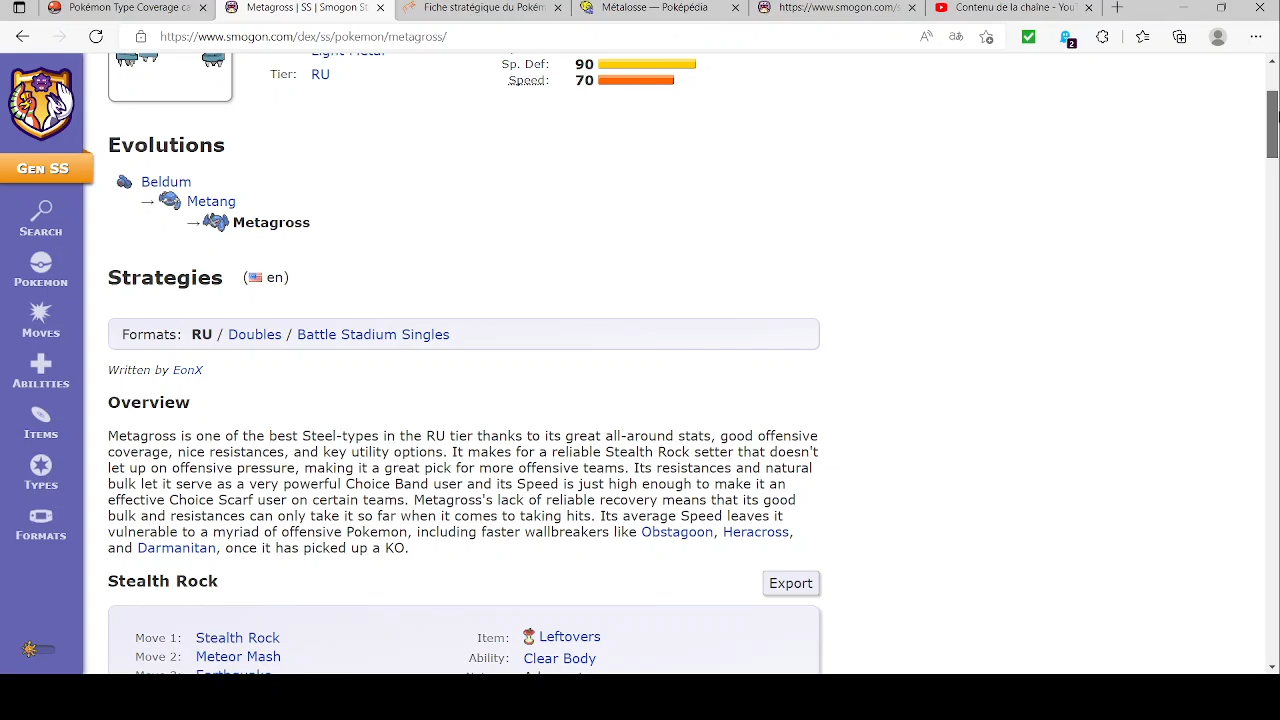 Pokémon Type Coverage ca
Metagross | SS | Smogon St
Fiche stratégique du Pokém
Métalosse — Poképédia
https://www.smogon.com/s
Contenu de la chaîne - YouT
https://www.smogon.com/dex/ss/pokemon/metagross/
2
GEN SS
SEARCH
POKEMON
MOVES
ABILITIES
ITEMS
TYPES
FORMATS
Light Metal
Tier: RU
Sp. Def: 90
Speed: 70
Evolutions
Beldum
→ Metang
→ Metagross
Strategies (en)
Formats: RU / Doubles / Battle Stadium Singles
Written by EonX
Overview
Metagross is one of the best Steel-types in the RU tier thanks to its great all-around stats, good offensive
coverage, nice resistances, and key utility options. It makes for a reliable Stealth Rock setter that doesn't
let up on offensive pressure, making it a great pick for more offensive teams. Its resistances and natural
bulk let it serve as a very powerful Choice Band user and its Speed is just high enough to make it an
effective Choice Scarf user on certain teams. Metagross's lack of reliable recovery means that its good
bulk and resistances can only take it so far when it comes to taking hits. Its average Speed leaves it
vulnerable to a myriad of offensive Pokemon, including faster wallbreakers like Obstagoon, Heracross,
and Darmanitan, once it has picked up a KO.
Stealth Rock
Export
Move 1: Stealth Rock
Item: Leftovers
Move 2: Meteor Mash
Ability: Clear Body
Earthquake